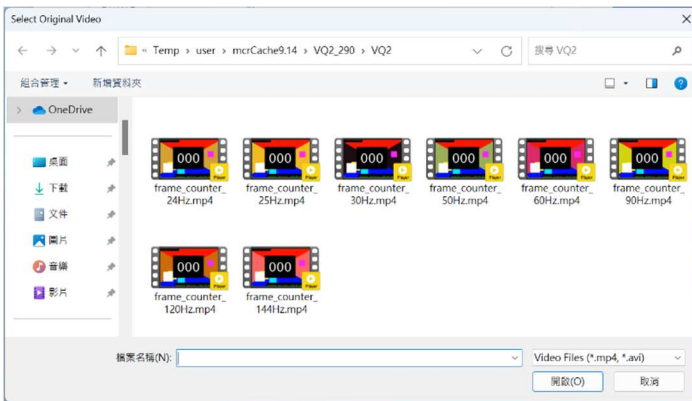 Select Original Video
« Temp › user › mcrCache9.14 › VQ2_290 › VQ2
搜尋 VQ2
組合管理
新增資料夾
OneDrive
桌面
下載
文件
圖片
音樂
影片
000
000
000
000
000
000
frame_counter_
24Hz.mp4
frame_counter_
25Hz.mp4
frame_counter_
30Hz.mp4
frame_counter_
50Hz.mp4
frame_counter_
60Hz.mp4
frame_counter_
90Hz.mp4
000
000
frame_counter_
120Hz.mp4
frame_counter_
144Hz.mp4
檔案名稱(N):
Video Files (*.mp4, *.avi)
開啟(O)
取消